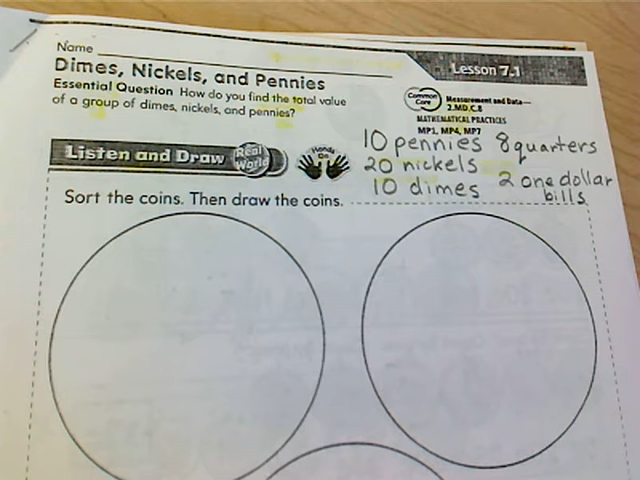 Name
Lesson 7.1
Dimes, Nickels, and Pennies
Essential Question How do you find the total value
of a group of dimes, nickels, and pennies?
Common
Core
Measurement and Data—
2.MD.C.8
MATHEMATICAL PRACTICES
MP1, MP4, MP7
Listen and Draw
Real
World
Hands
On
10 pennies 8 quarters
20 nickels
10 dimes 2 one dollar
bills
Sort the coins. Then draw the coins.